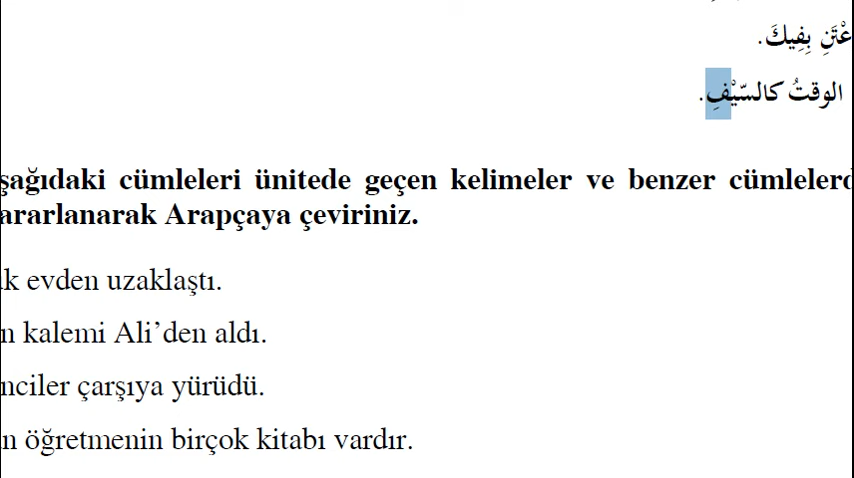 عْتَنِ بِفِيكَ.
الوقتُ كالسّيْفِ.
şağıdaki cümleleri ünitede geçen kelimeler ve benzer cümlelerd
ararlanarak Arapçaya çeviriniz.
ık evden uzaklaştı.
n kalemi Ali’den aldı.
nciler çarşıya yürüdü.
n öğretmenin birçok kitabı vardır.